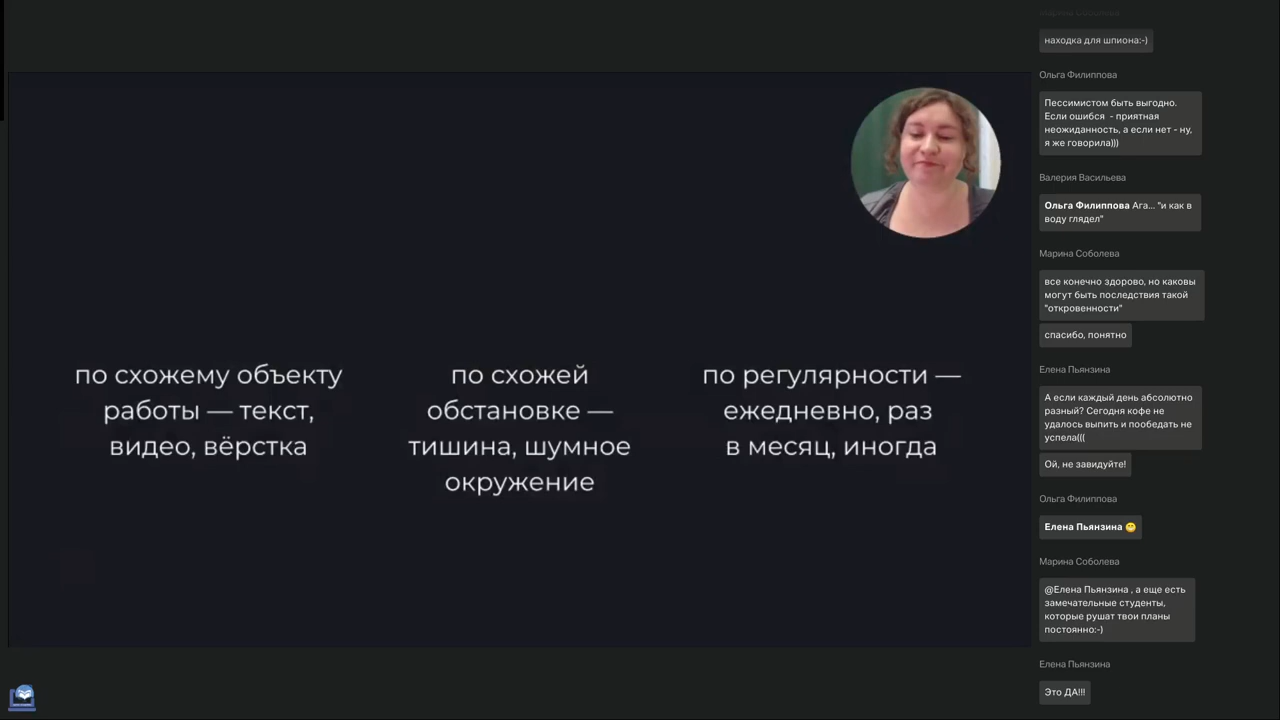 по схожему объекту
работы — текст,
видео, вёрстка
по схожей
обстановке —
тишина, шумное
окружение
по регулярности —
ежедневно, раз
в месяц, иногда
находка для шпиона:-)
Ольга Филиппова
Пессимистом быть выгодно.
Если ошибся - приятная
неожиданность, а если нет - ну,
я же говорила)))
Валерия Васильева
Ольга Филиппова Ага... "и как в
воду глядел"
Марина Соболева
все конечно здорово, но каковы
могут быть последствия такой
"откровенности"
спасибо, понятно
Елена Пьянзина
А если каждый день абсолютно
разный? Сегодня кофе не
удалось выпить и пообедать не
успела(((
Ой, не завидуйте!
Ольга Филиппова
Елена Пьянзина 😬
Марина Соболева
@Елена Пьянзина , а еще есть
замечательные студенты,
которые рушат твои планы
постоянно:-)
Елена Пьянзина
Это ДА!!!